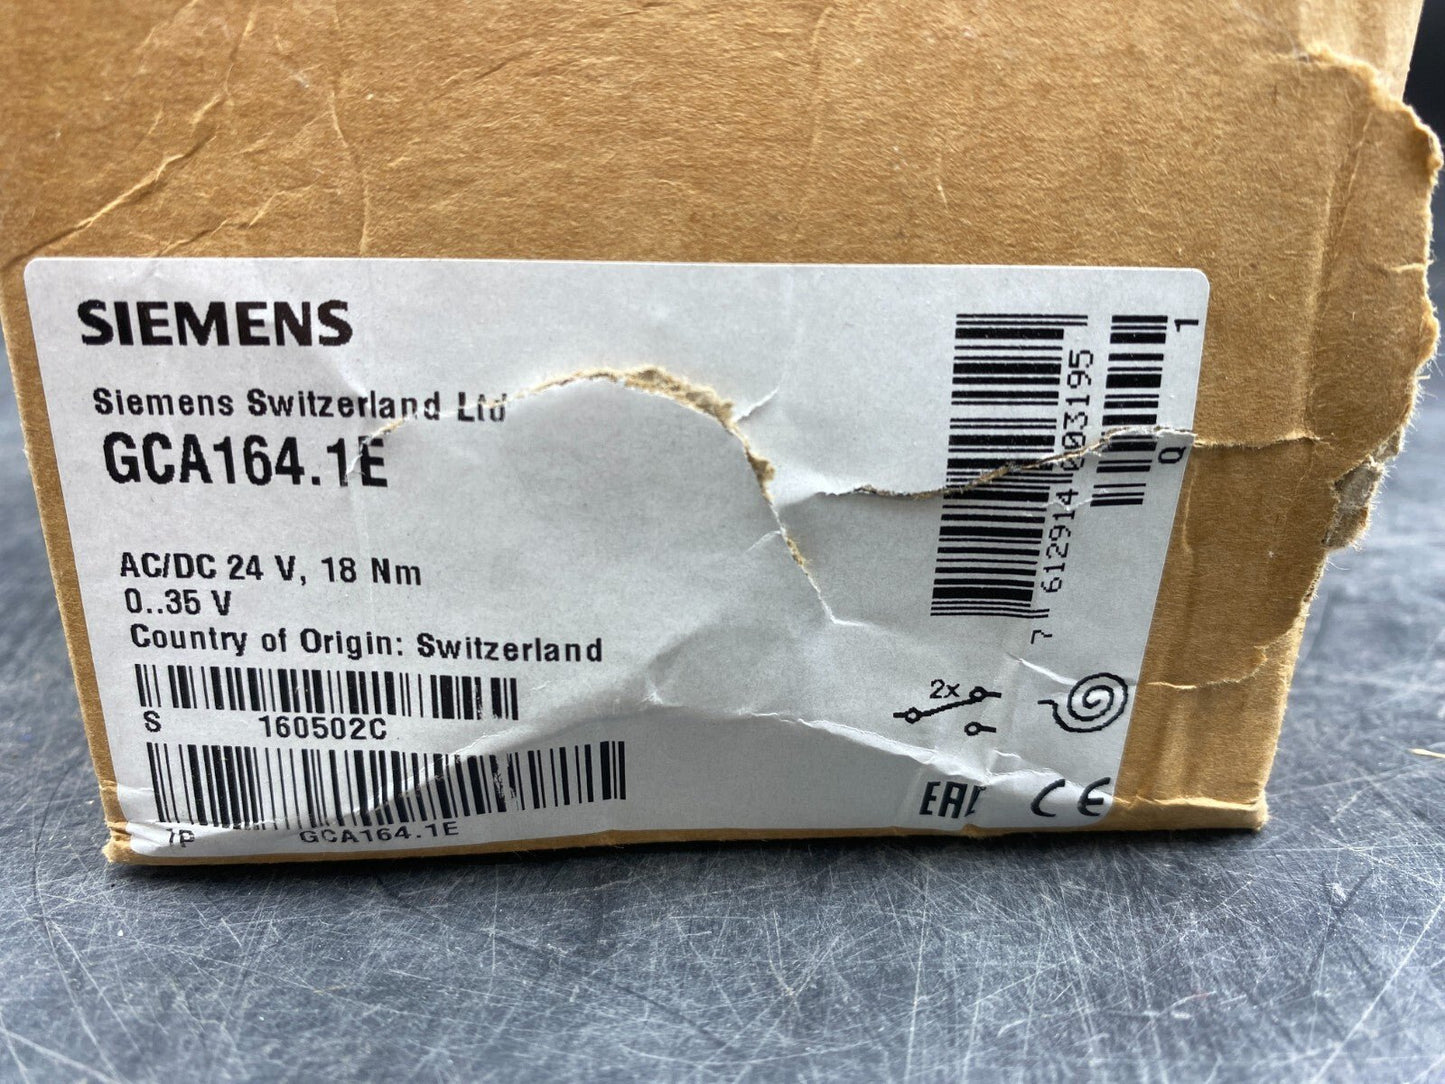 SIEMENS
Siemens Switzerland Ltd
GCA164.1E
AC/DC 24 V, 18 Nm
0..35 V
Country of Origin: Switzerland
S 160502C
1P GCA164.1E
7 612914 003195
Q 1
2x
EAC
CE